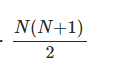 . N(N+1)/2